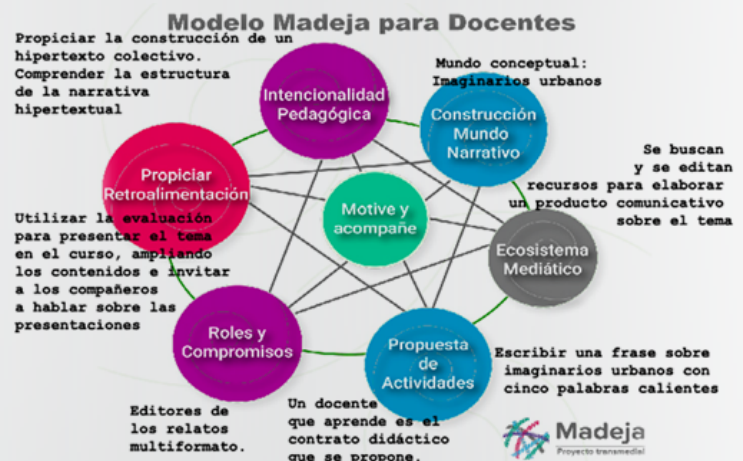 Modelo Madeja para Docentes
Propiciar la construcción de un
hipertexto colectivo.
Comprender la estructura
de la narrativa
hipertextual
Intencionalidad
Pedagógica
Mundo conceptual:
Imaginarios urbanos
Construcción
Mundo
Narrativo
Se buscan
y se editan
recursos para elaborar
un producto comunicativo
sobre el tema
Propiciar
Retroalimentación
Motive y
acompañe
Ecosistema
Mediático
Utilizar la evaluación
para presentar el tema
en el curso, ampliando
los contenidos e invitar
a los compañeros
a hablar sobre las
presentaciones
Roles y
Compromisos
Propuesta
de
Actividades
Escribir una frase sobre
imaginarios urbanos con
cinco palabras calientes
Editores de
los relatos
multiformato.
Un docente
que aprende es el
contrato didáctico
que se propone.
Madeja
Proyecto transmedial